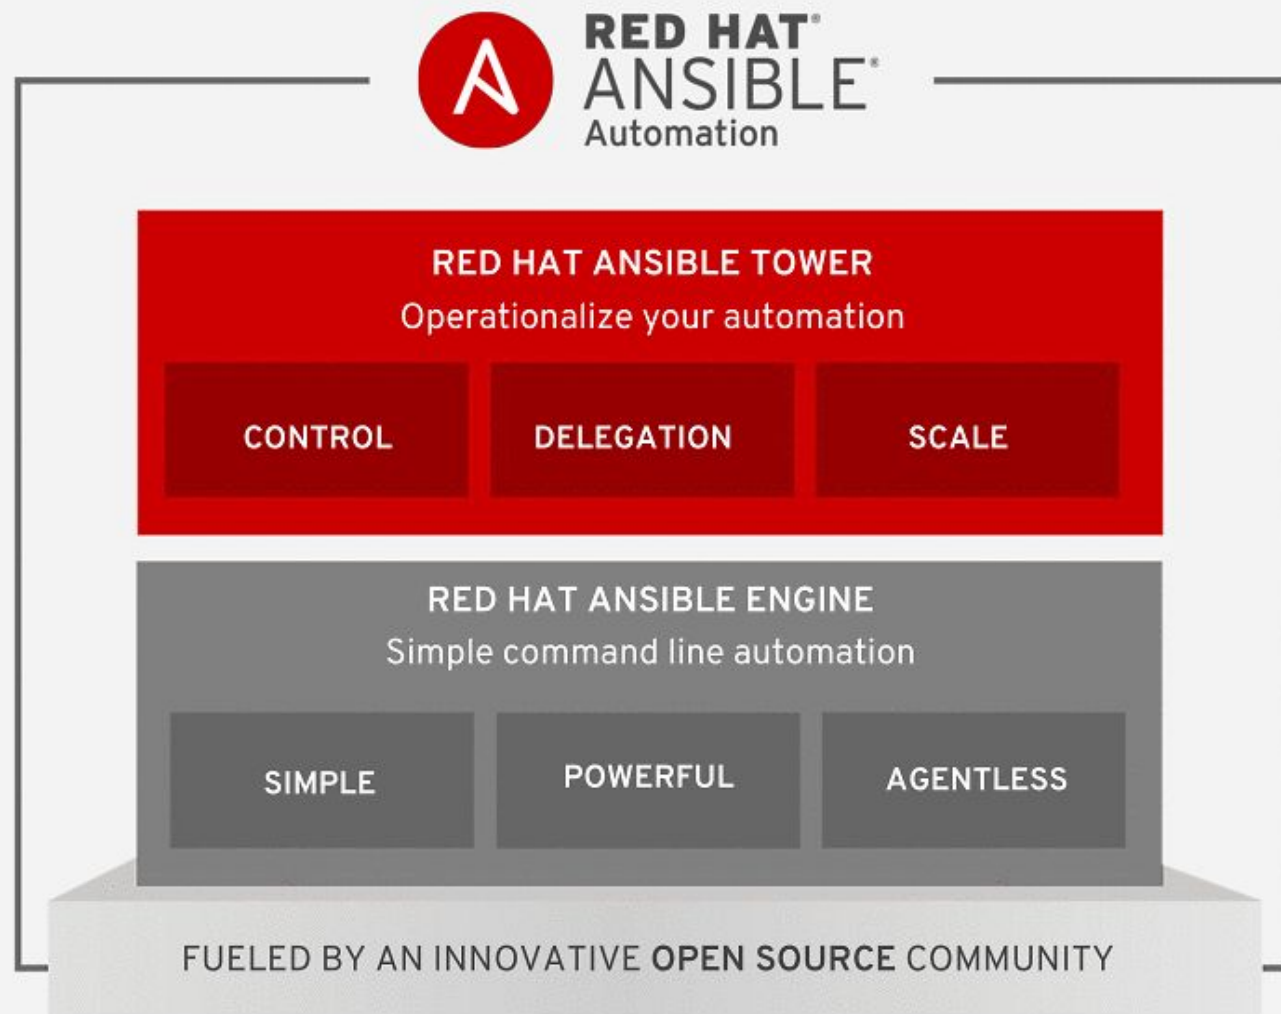 RED HAT®
ANSIBLE®
Automation
RED HAT ANSIBLE TOWER
Operationalize your automation
CONTROL
DELEGATION
SCALE
RED HAT ANSIBLE ENGINE
Simple command line automation
SIMPLE
POWERFUL
AGENTLESS
FUELED BY AN INNOVATIVE OPEN SOURCE COMMUNITY